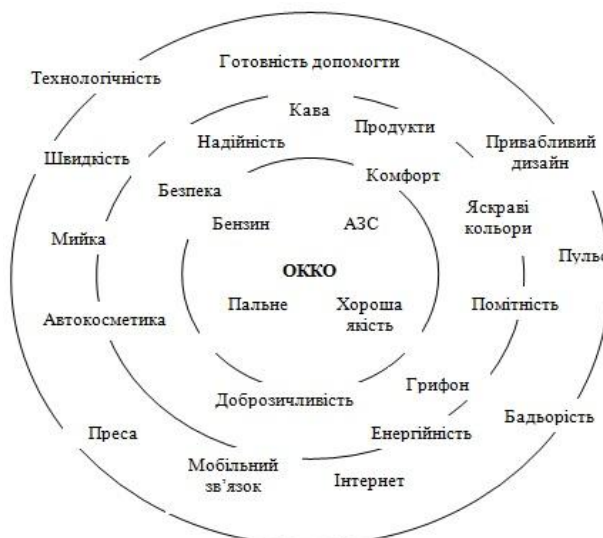 Готовність допомогти
Технологічність
Кава
Продукти
Надійність
Привабливий
дизайн
Швидкість
Комфорт
Безпека
Яскраві
кольори
Бензин
АЗС
Мийка
Пульс
ОККО
Пальне
Хороша
якість
Помітність
Автокосметика
Грифон
Доброзичливість
Бадьорість
Преса
Енергійність
Мобільний
зв’язок
Інтернет